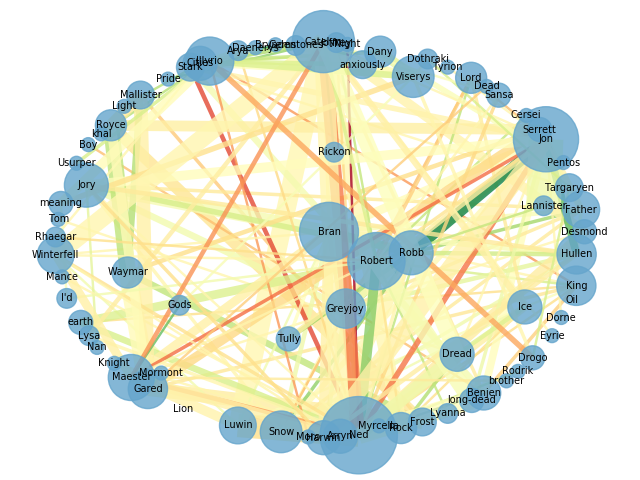 Catelyn
Night
Gravestones
Bryden
Daenerys
Arya
Dany
Illyrio
Cities
Stark
anxiously
Dothraki
Tyrion
Viserys
Lord
Dead
Sansa
Pride
Mallister
Light
Royce
khal
Boy
Cersei
Serrett
Jon
Rickon
Usurper
Pentos
Jory
Targaryen
meaning
Lannister
Father
Tom
Bran
Desmond
Rhaegar
Winterfell
Robert
Robb
Hullen
Waymar
Mance
King
I'd
Oil
Gods
Greyjoy
Ice
earth
Dorne
Lysa
Tully
Eyrie
Nan
Dread
Drogo
Knight
Rodrik
Maester
Mormont
brother
Gared
Benjen
long-dead
Lion
Lyanna
Luwin
Snow
Frost
Myrcella
Rock
Harwin
Arryn
Ned